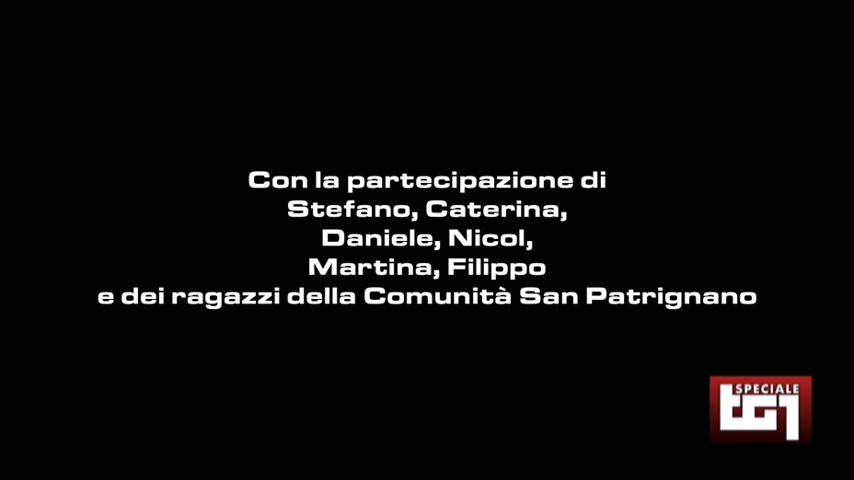 Con la partecipazione di
Stefano, Caterina,
Daniele, Nicol,
Martina, Filippo
e dei ragazzi della Comunità San Patrignano
SPECIALE
tg1